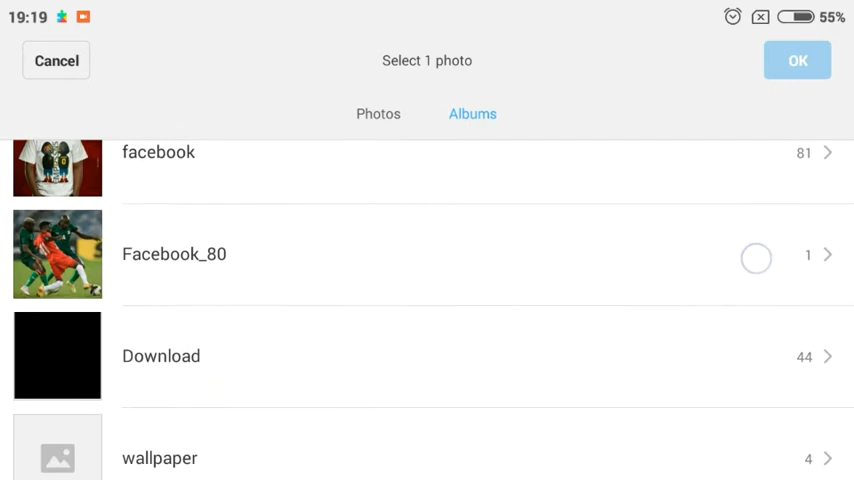 19:19
55%
Cancel
Select 1 photo
OK
Photos
Albums
facebook
81
Facebook_80
1
Download
44
wallpaper
4